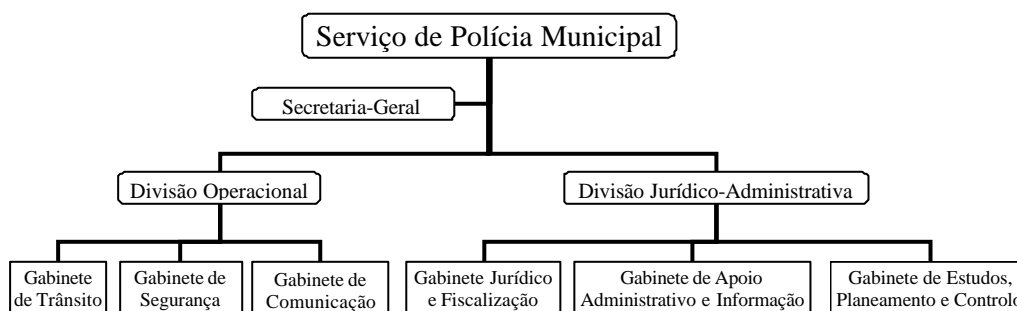 Serviço de Polícia Municipal
Secretaria-Geral
Divisão Operacional
Divisão Jurídico-Administrativa
Gabinete
de Trânsito
Gabinete de
Segurança
Gabinete de
Comunicação
Gabinete Jurídico
e Fiscalização
Gabinete de Apoio
Administrativo e Informação
Gabinete de Estudos,
Planeamento e Controlo